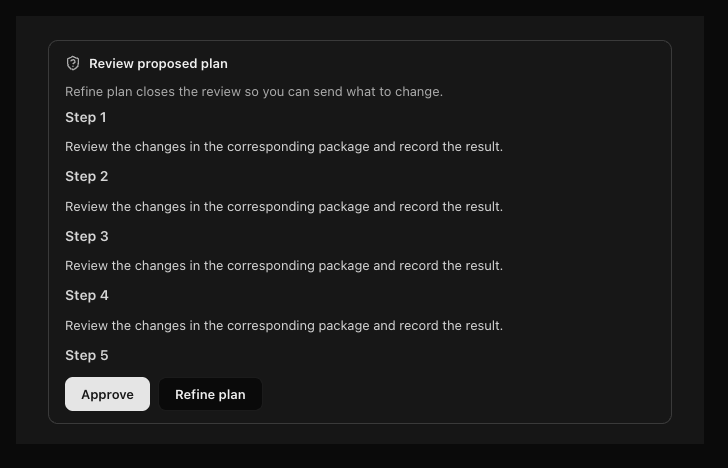 Review proposed plan
Refine plan closes the review so you can send what to change.
Step 1
Review the changes in the corresponding package and record the result.
Step 2
Review the changes in the corresponding package and record the result.
Step 3
Review the changes in the corresponding package and record the result.
Step 4
Review the changes in the corresponding package and record the result.
Step 5
Approve Refine plan